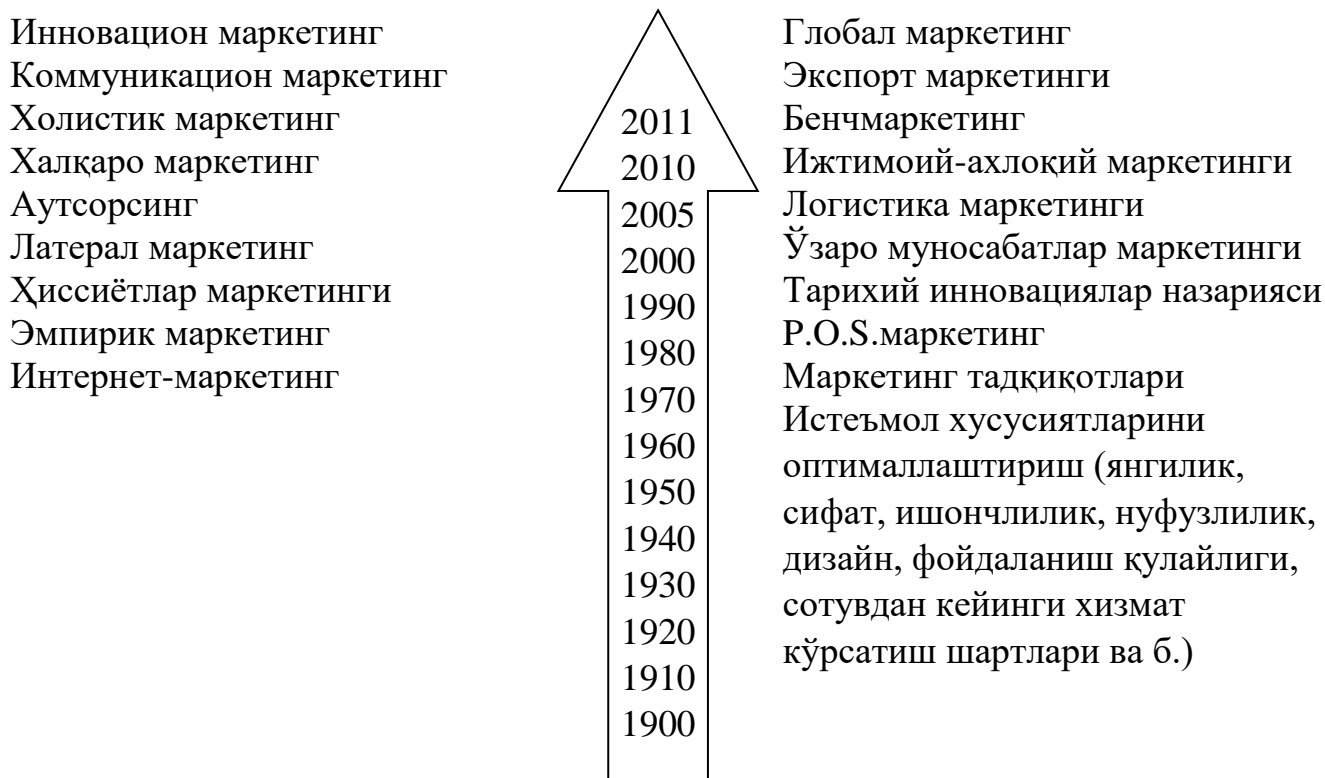 Инновацион маркетинг
Коммуникацион маркетинг
Холистик маркетинг
Халқаро маркетинг
Аутсорсинг
Латерал маркетинг
Ҳиссиётлар маркетинги
Эмпирик маркетинг
Интернет-маркетинг
2011
2010
2005
2000
1990
1980
1970
1960
1950
1940
1930
1920
1910
1900
Глобал маркетинг
Экспорт маркетинги
Бенчмаркетинг
Ижтимоий-ахлоқий маркетинги
Логистика маркетинги
Ўзаро муносабатлар маркетинги
Тарихий инновациялар назарияси
P.O.S.маркетинг
Маркетинг тадқиқотлари
Истеъмол хусусиятларини
оптималлаштириш (янгилик,
сифат, ишончлилик, нуфузлилик,
дизайн, фойдаланиш қулайлиги,
сотувдан кейинги хизмат
кўрсатиш шартлари ва б.)